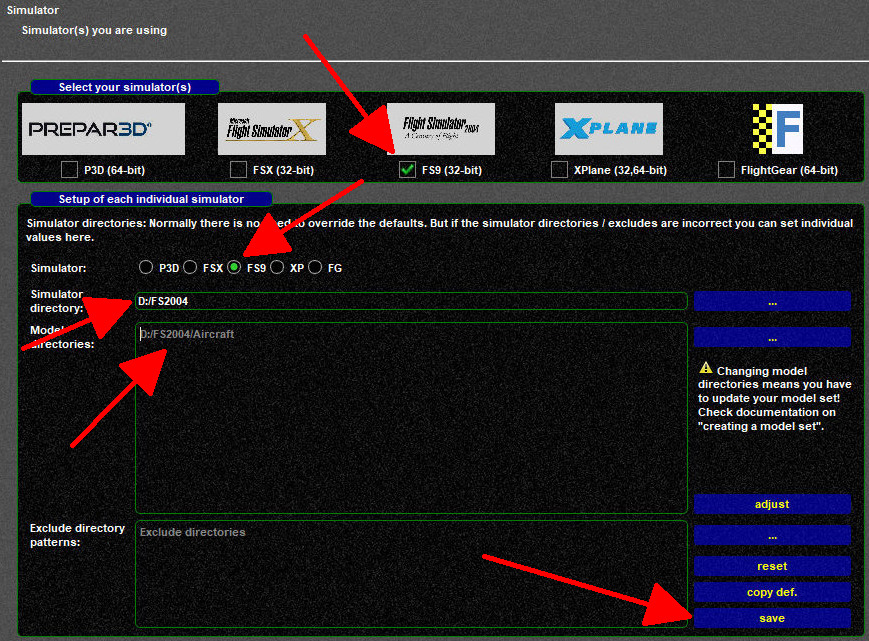 Simulator
Simulator(s) you are using
Select your simulator(s)
PREPAR3D
Microsoft
Flight Simulator X
Flight Simulator 2004
A Century of Flight
XPLANE
F
P3D (64-bit)
FSX (32-bit)
FS9 (32-bit)
XPlane (32,64-bit)
FlightGear (64-bit)
Setup of each individual simulator
Simulator directories: Normally there is no need to override the defaults. But if the simulator directories / excludes are incorrect you can set individual
values here.
Simulator:
P3D
FSX
FS9
XP
FG
Simulator
directory:
D:/FS2004
...
Model
directories:
D:/FS2004/Aircraft
...
Changing model
directories means you have
to update your model set!
Check documentation on
"creating a model set".
adjust
Exclude directory
patterns:
Exclude directories
...
reset
copy def.
save